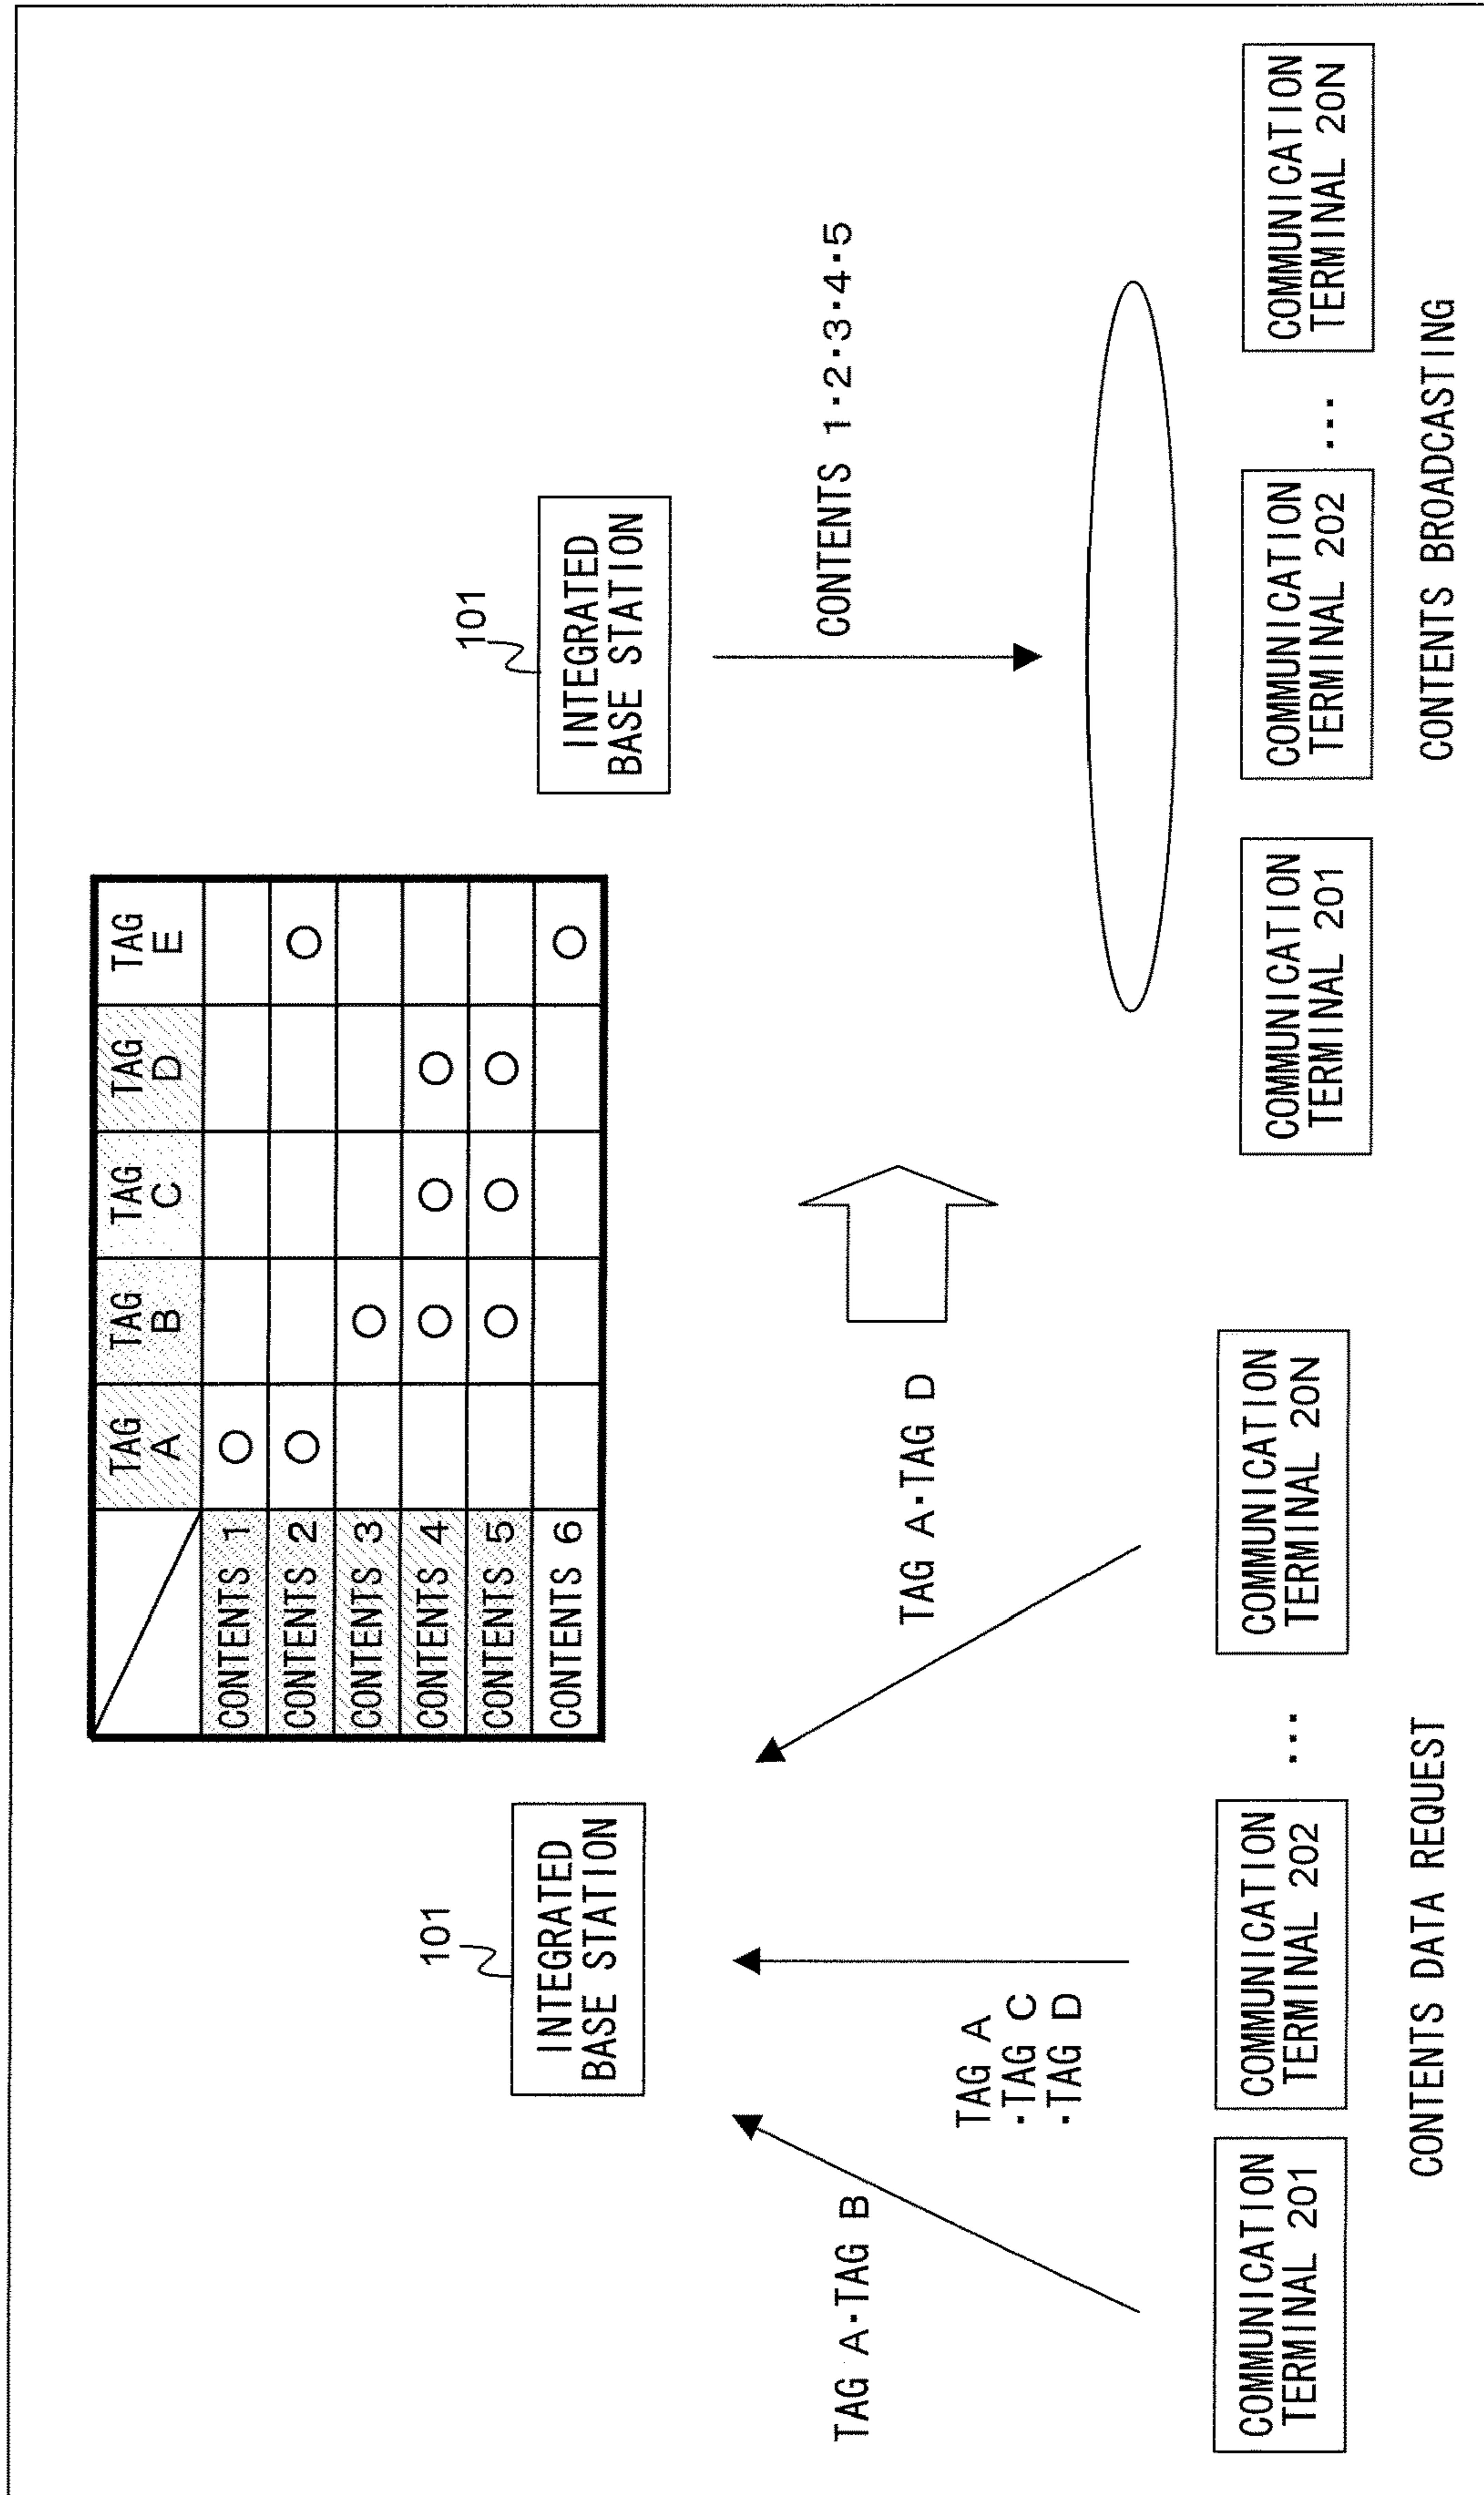 TAG A
TAG B
TAG C
TAG D
TAG E
CONTENTS 1
CONTENTS 2
CONTENTS 3
CONTENTS 4
CONTENTS 5
CONTENTS 6
101
INTEGRATED
BASE STATION
TAG A·TAG B
TAG A
·TAG C
·TAG D
TAG A·TAG D
COMMUNICATION
TERMINAL 201
COMMUNICATION
TERMINAL 202
...
COMMUNICATION
TERMINAL 20N
CONTENTS DATA REQUEST
101
INTEGRATED
BASE STATION
CONTENTS 1·2·3·4·5
COMMUNICATION
TERMINAL 201
COMMUNICATION
TERMINAL 202
...
COMMUNICATION
TERMINAL 20N
CONTENTS BROADCASTING